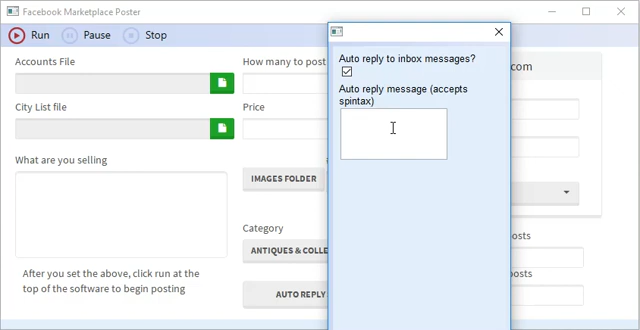 Facebook Marketplace Poster
Run
Pause
Stop
Accounts File
How many to post
City List file
Price
What are you selling
IMAGES FOLDER
Category
ANTIQUES & COLLE
After you set the above, click run at the
top of the software to begin posting
AUTO REPLY
Auto reply to inbox messages?
Auto reply message (accepts
spintax)
.com
posts
posts